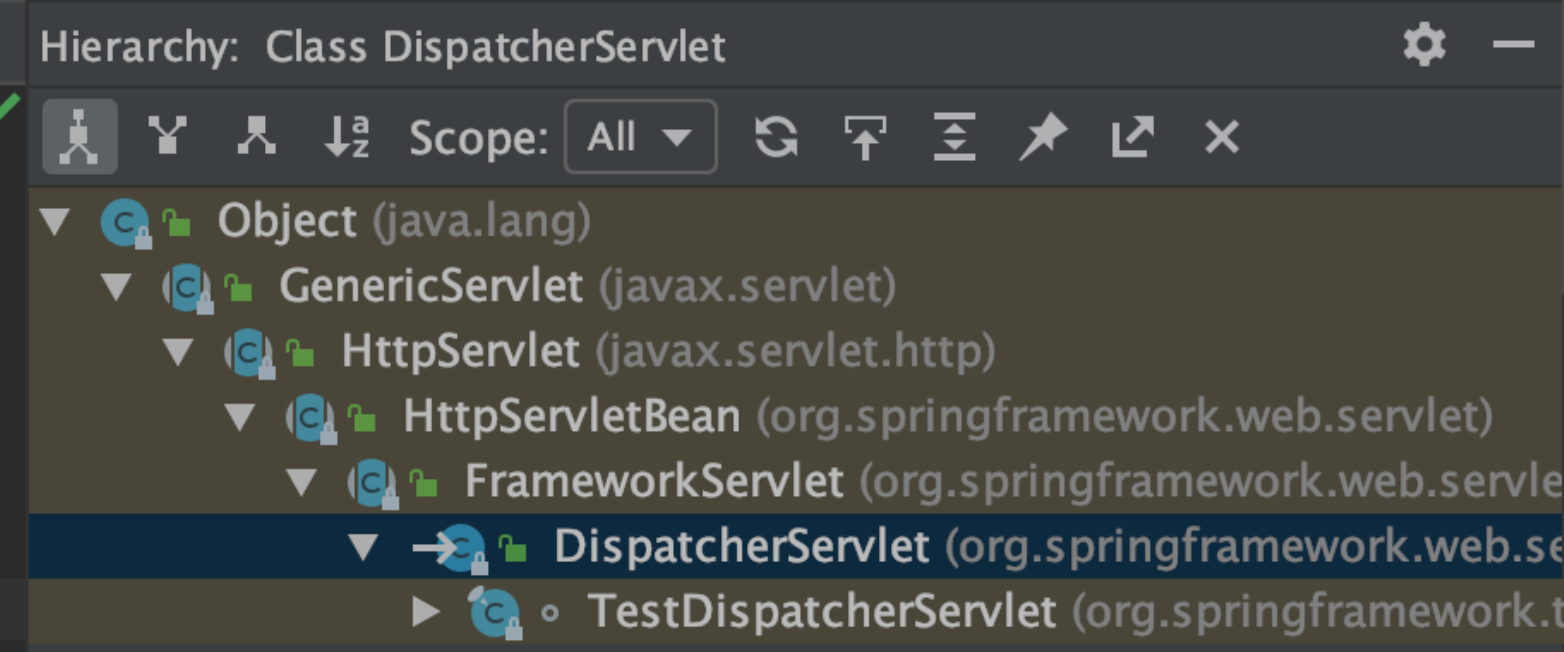 Hierarchy: Class DispatcherServlet
Scope: All
Object (java.lang)
GenericServlet (javax.servlet)
HttpServlet (javax.servlet.http)
HttpServletBean (org.springframework.web.servlet)
FrameworkServlet (org.springframework.web.servle
DispatcherServlet (org.springframework.web.se
TestDispatcherServlet (org.springframework.t